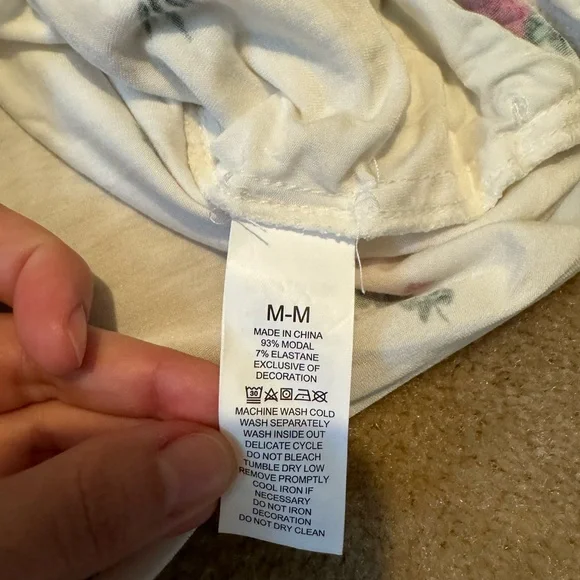 M-M
MADE IN CHINA
93% MODAL
7% ELASTANE
EXCLUSIVE OF
DECORATION
30
MACHINE WASH COLD
WASH SEPARATELY
WASH INSIDE OUT
DELICATE CYCLE
DO NOT BLEACH
TUMBLE DRY LOW
REMOVE PROMPTLY
COOL IRON IF
NECESSARY
DO NOT IRON
DECORATION
DO NOT DRY CLEAN